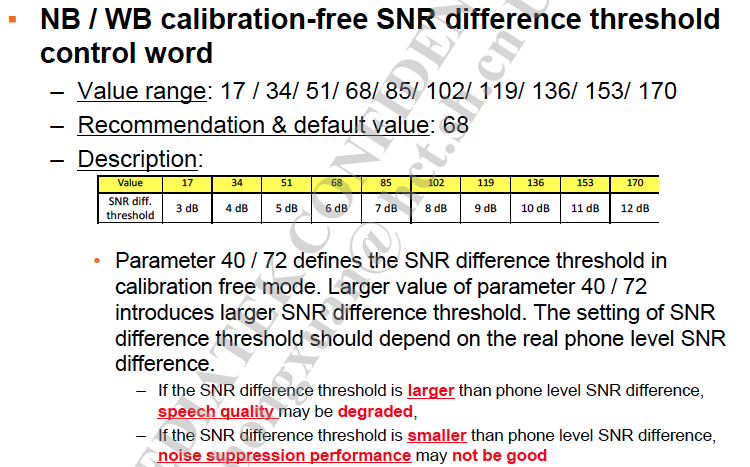 ▪ NB / WB calibration-free SNR difference threshold
control word
– Value range: 17 / 34/ 51/ 68/ 85/ 102/ 119/ 136/ 153/ 170
– Recommendation & default value: 68
– Description:
Value 17 34 51 68 85 102 119 136 153 170
SNR diff. threshold 3 dB 4 dB 5 dB 6 dB 7 dB 8 dB 9 dB 10 dB 11 dB 12 dB
• Parameter 40 / 72 defines the SNR difference threshold in
calibration free mode. Larger value of parameter 40 / 72
introduces larger SNR difference threshold. The setting of SNR
difference threshold should depend on the real phone level SNR
difference.
– If the SNR difference threshold is larger than phone level SNR difference,
speech quality may be degraded,
– If the SNR difference threshold is smaller than phone level SNR difference,
noise suppression performance may not be good